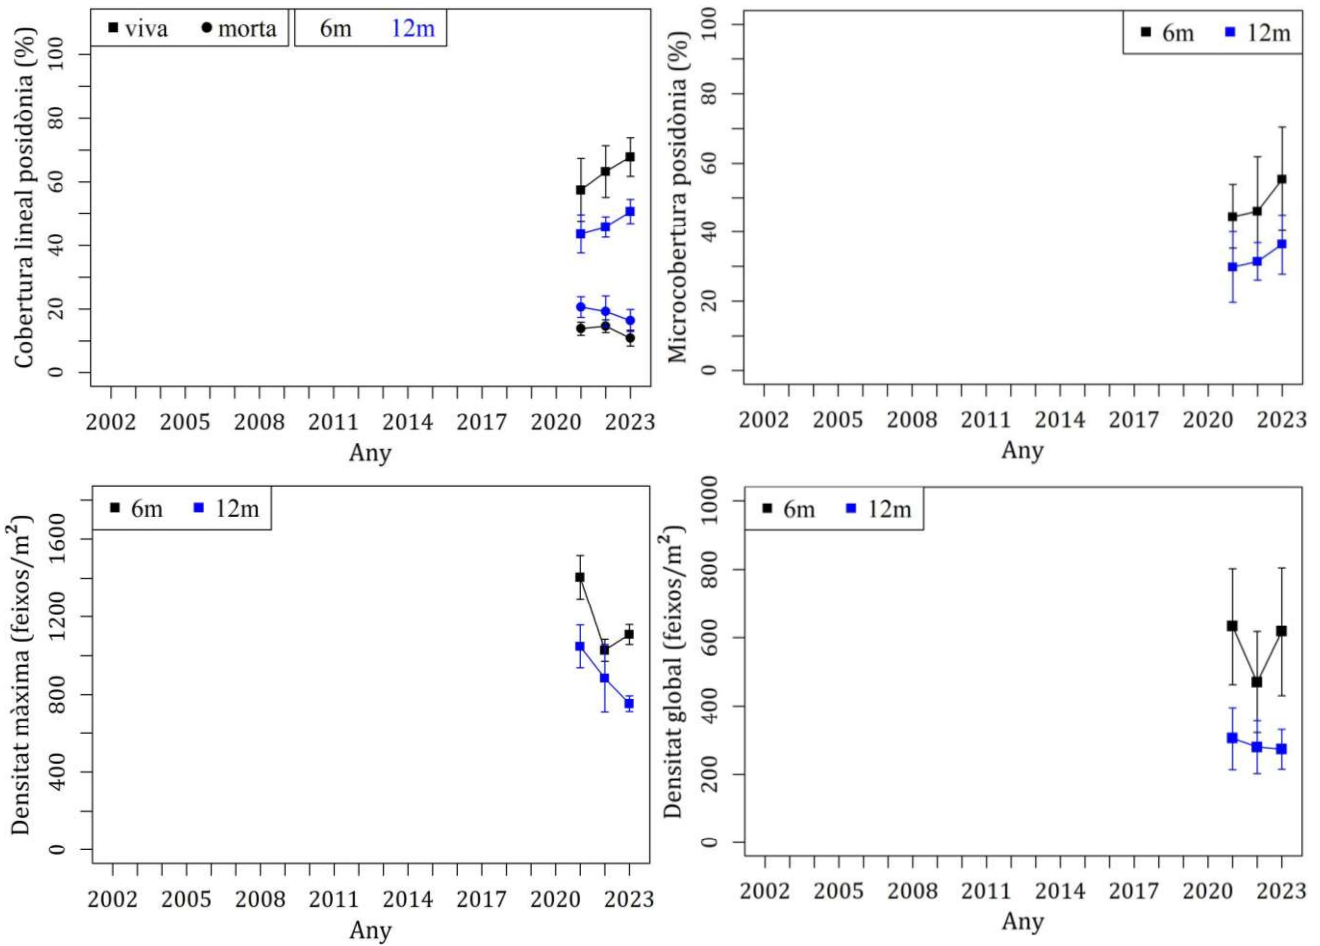 viva morta 6m 12m
Cobertura lineal posidònia (%)
100
80
60
40
20
0
2002 2005 2008 2011 2014 2017 2020 2023
Any
6m 12m
Microcobertura posidònia (%)
100
80
60
40
20
0
2002 2005 2008 2011 2014 2017 2020 2023
Any
6m 12m
Densitat màxima (feixos/m²)
1600
1200
800
400
0
2002 2005 2008 2011 2014 2017 2020 2023
Any
6m 12m
Densitat global (feixos/m²)
1000
800
600
400
200
0
2002 2005 2008 2011 2014 2017 2020 2023
Any